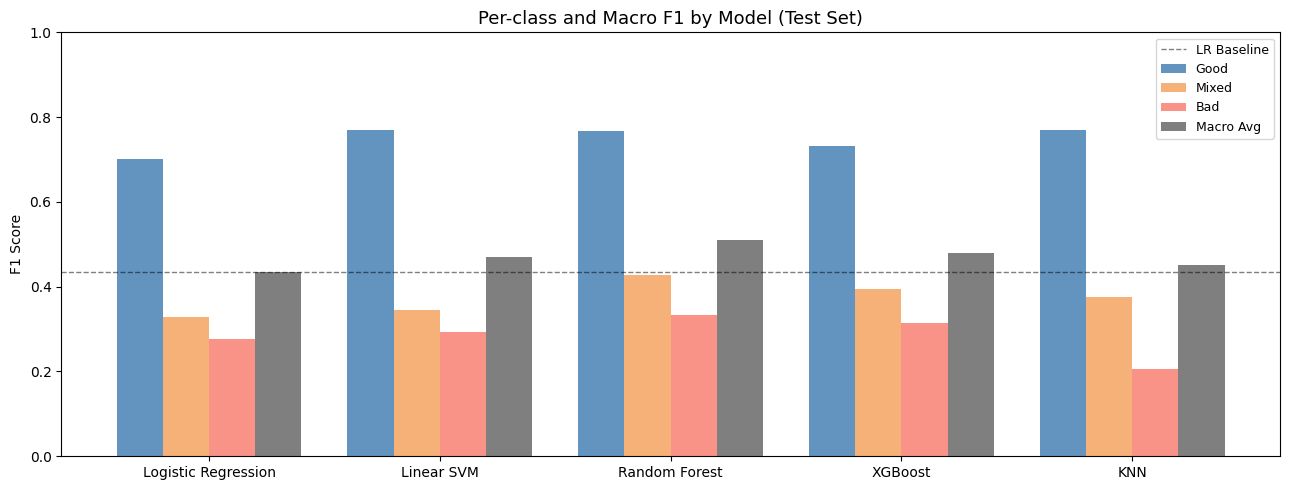 Per-class and Macro F1 by Model (Test Set)
1.0
0.8
0.6
0.4
0.2
0.0
F1 Score
LR Baseline
Good
Mixed
Bad
Macro Avg
Logistic Regression
Linear SVM
Random Forest
XGBoost
KNN